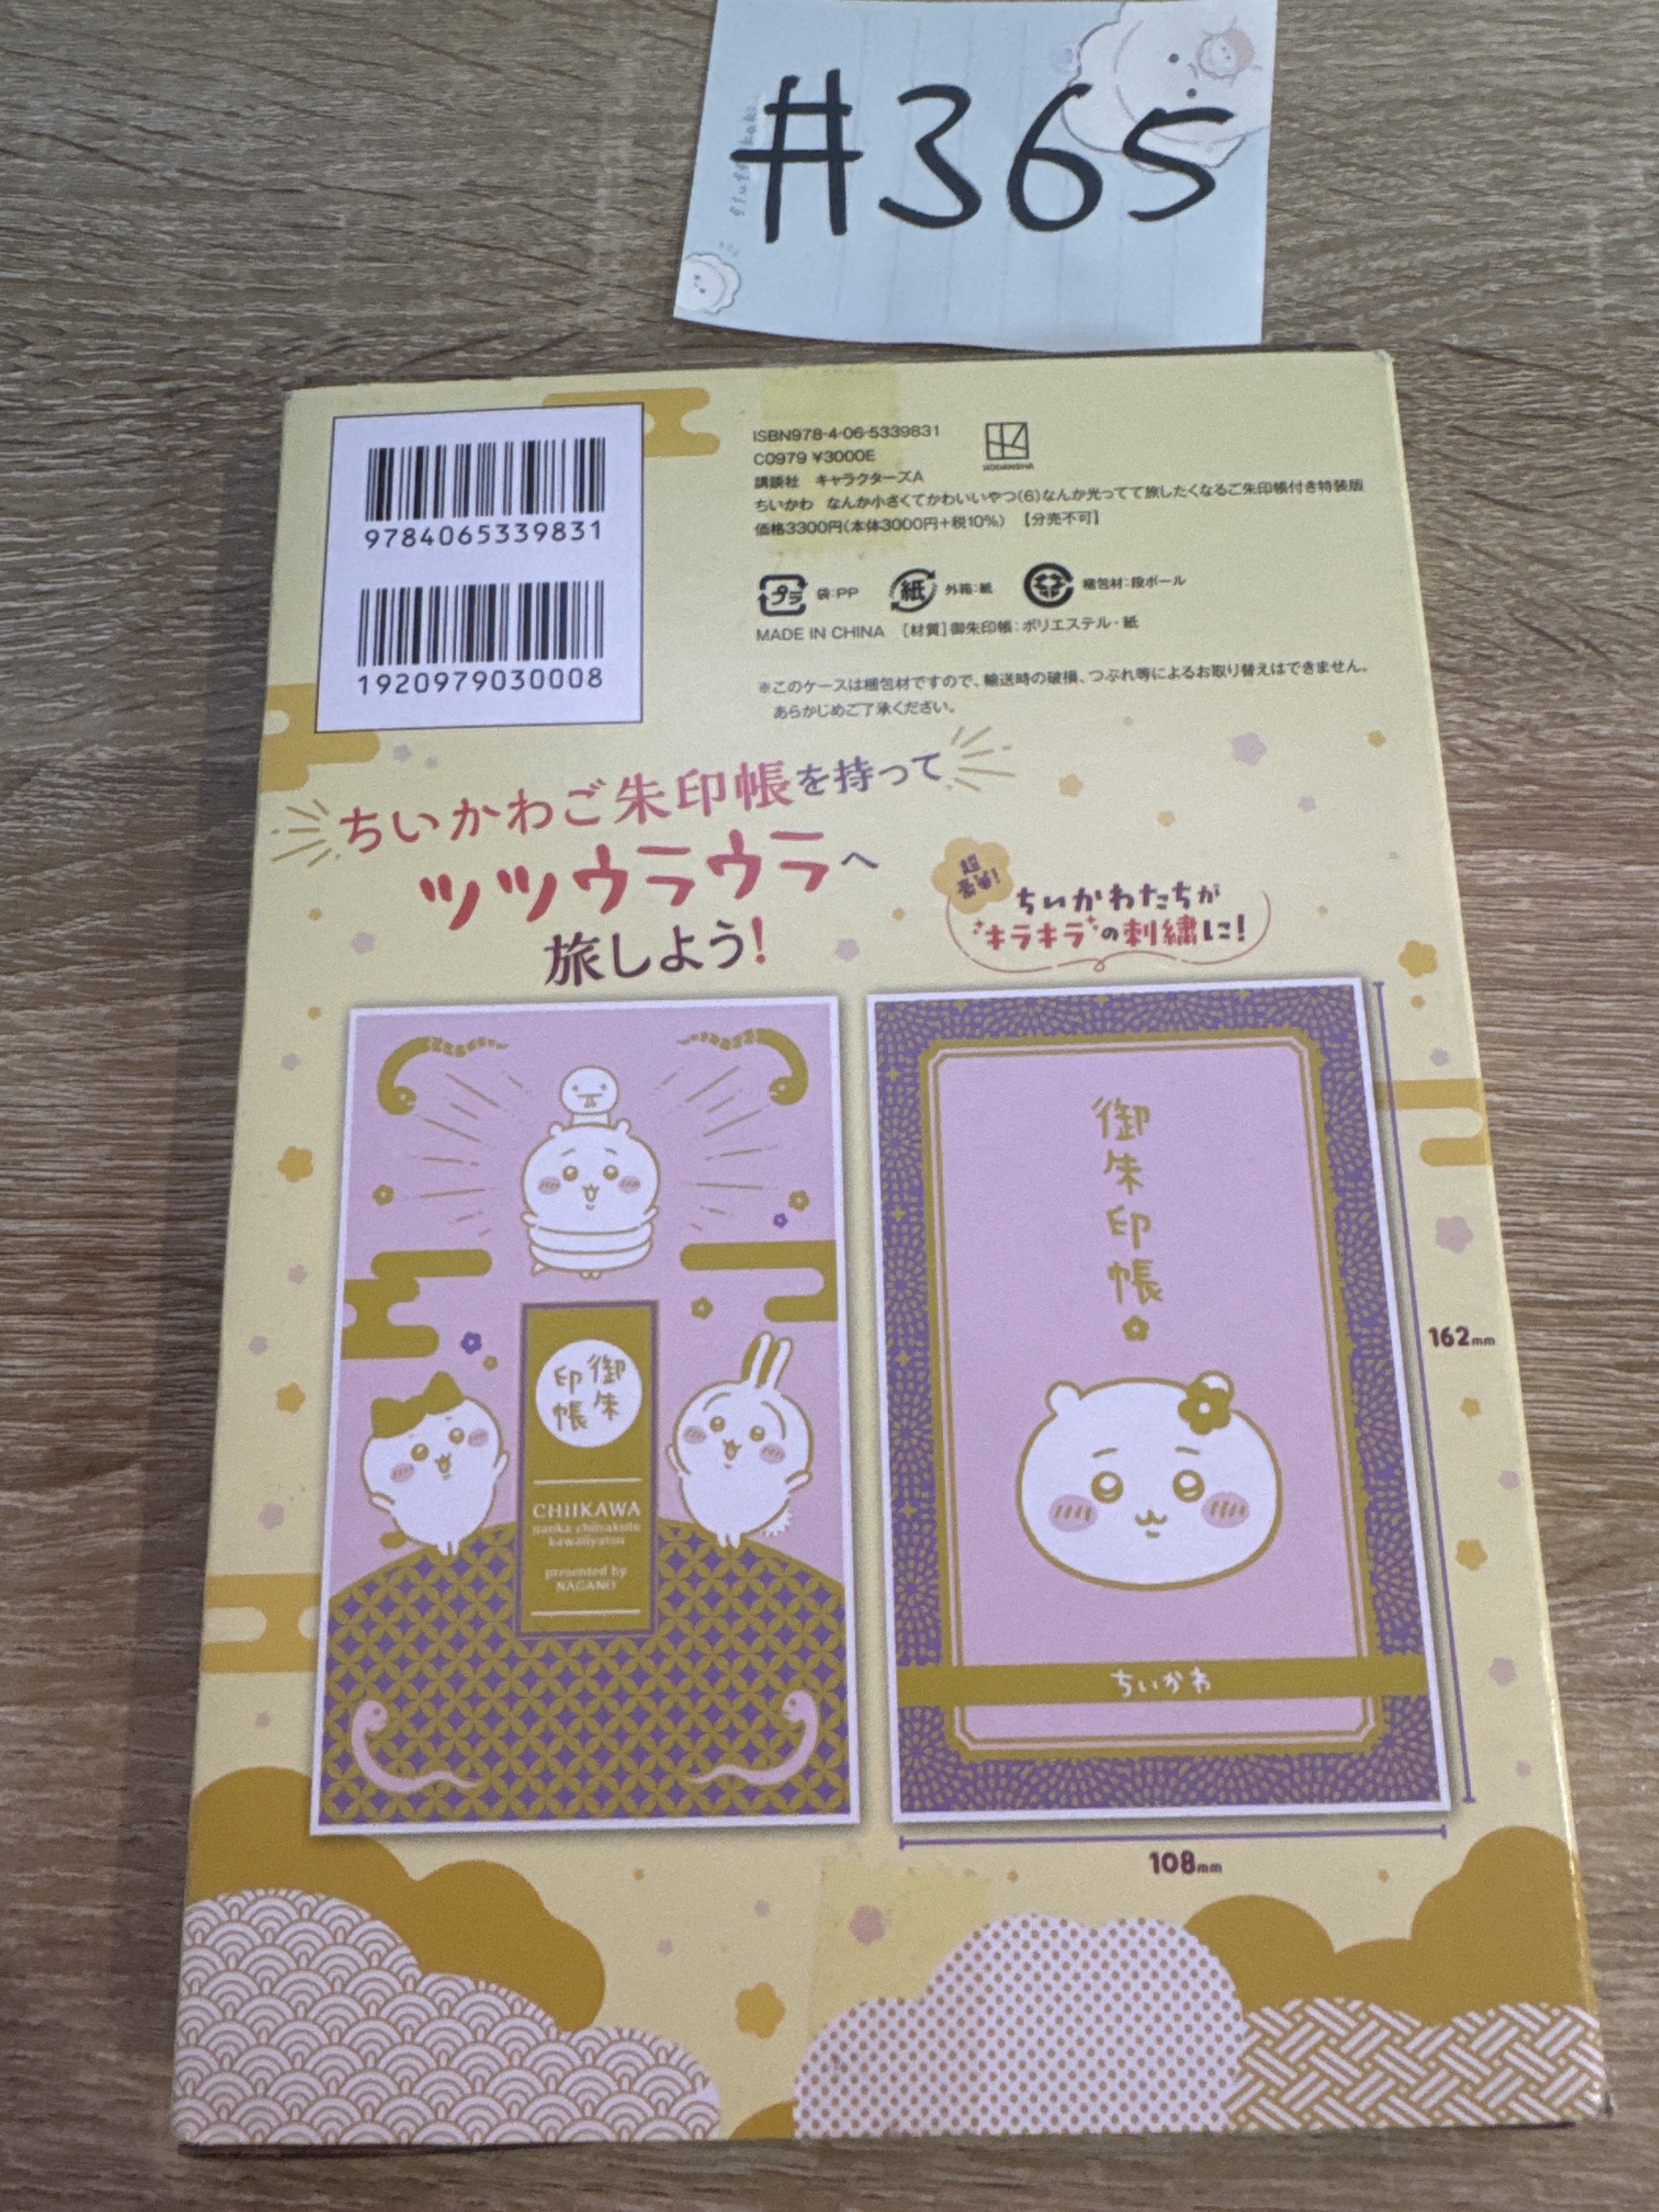 #365
ISBN978-4-06-5339831
C0979 ¥3000E
KODANSHA
講談社　キャラクターズA
ちいかわ　なんか小さくてかわいいやつ(6)なんか光ってて旅したくなるご朱印帳付き特装版
価格3300円(本体3000円+税10%)　【分売不可】
9784065339831
1920979030008
プラ 袋:PP 紙 外箱:紙 梱包材:段ボール
MADE IN CHINA　[材質]御朱印帳:ポリエステル・紙
※このケースは梱包材ですので、輸送時の破損、つぶれ等によるお取り替えはできません。
あらかじめご了承ください。
ちいかわご朱印帳を持って
ツツウラウラへ
旅しよう!
超豪華!
ちいかわたちが
キラキラの刺繍に!
御朱
印帳
CHIIKAWA
nanka chiisakute
kawaiiyatsu
presented by
NAGANO
御朱印帳
ちいかわ
162mm
108mm